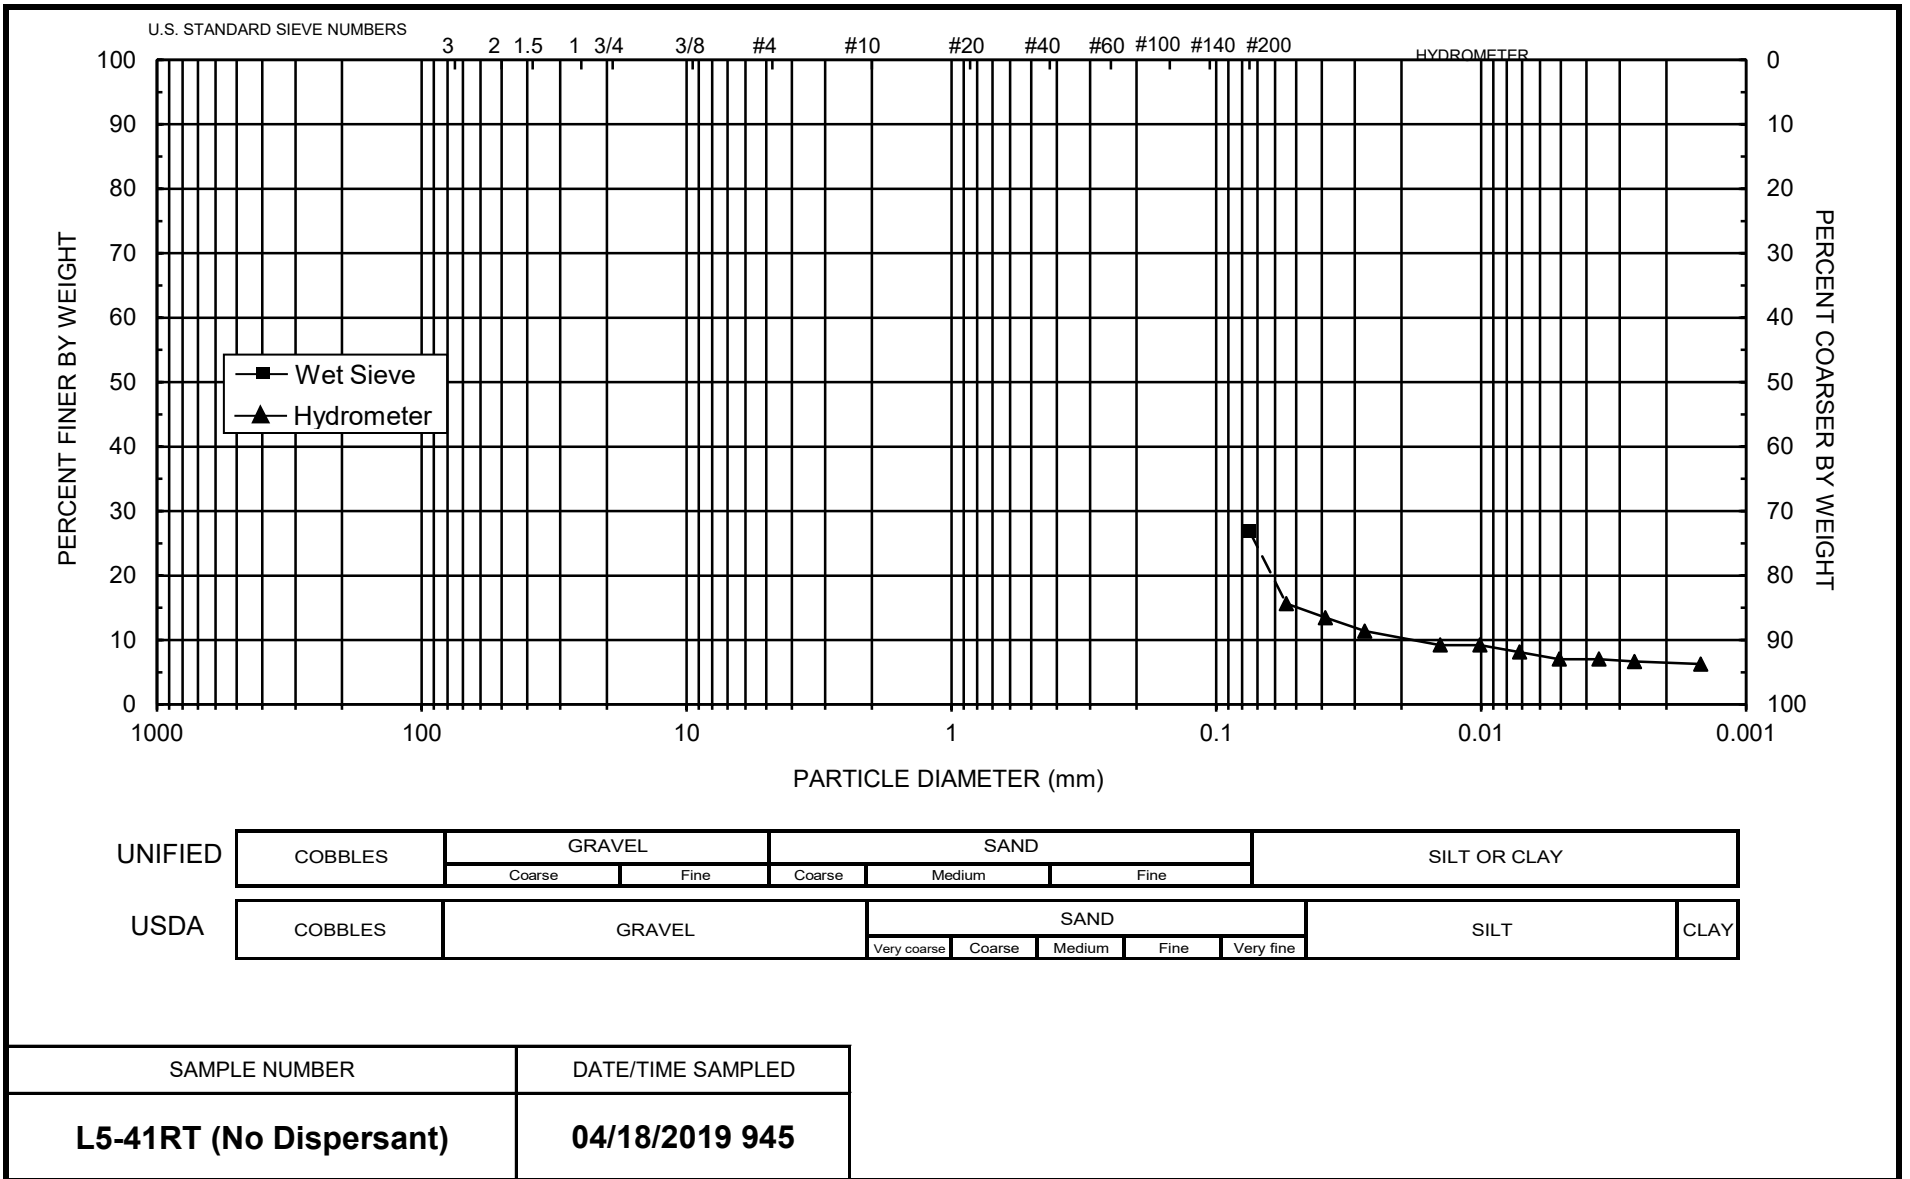 U.S. STANDARD SIEVE NUMBERS
3 2 1.5 1 3/4 3/8 #4 #10 #20 #40 #60 #100 #140 #200
HYDROMETER
100 0
90 10
80 20
70 30
60 40
50 50
40 60
30 70
20 80
10 90
0 100
PERCENT FINER BY WEIGHT
PERCENT COARSER BY WEIGHT
Wet Sieve
Hydrometer
1000 100 10 1 0.1 0.01 0.001
PARTICLE DIAMETER (mm)
UNIFIED COBBLES GRAVEL SAND SILT OR CLAY
Coarse Fine Coarse Medium Fine
USDA COBBLES GRAVEL SAND SILT CLAY
Very coarse Coarse Medium Fine Very fine
SAMPLE NUMBER DATE/TIME SAMPLED
L5-41RT (No Dispersant) 04/18/2019 945